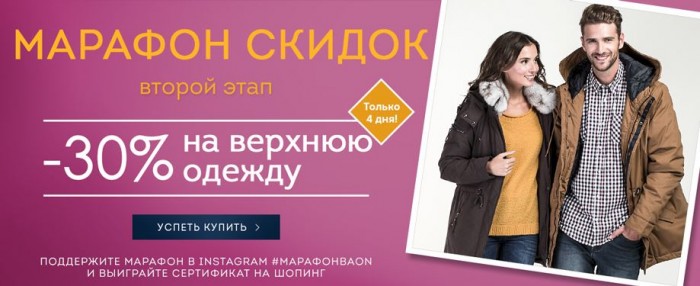 МАРАФОН СКИДОК
второй этап
Только
4 дня!
-30% на верхнюю
одежду
УСПЕТЬ КУПИТЬ >
ПОДДЕРЖИТЕ МАРАФОН В INSTAGRAM #МАРАФОНBAON
И ВЫИГРАЙТЕ СЕРТИФИКАТ НА ШОПИНГ